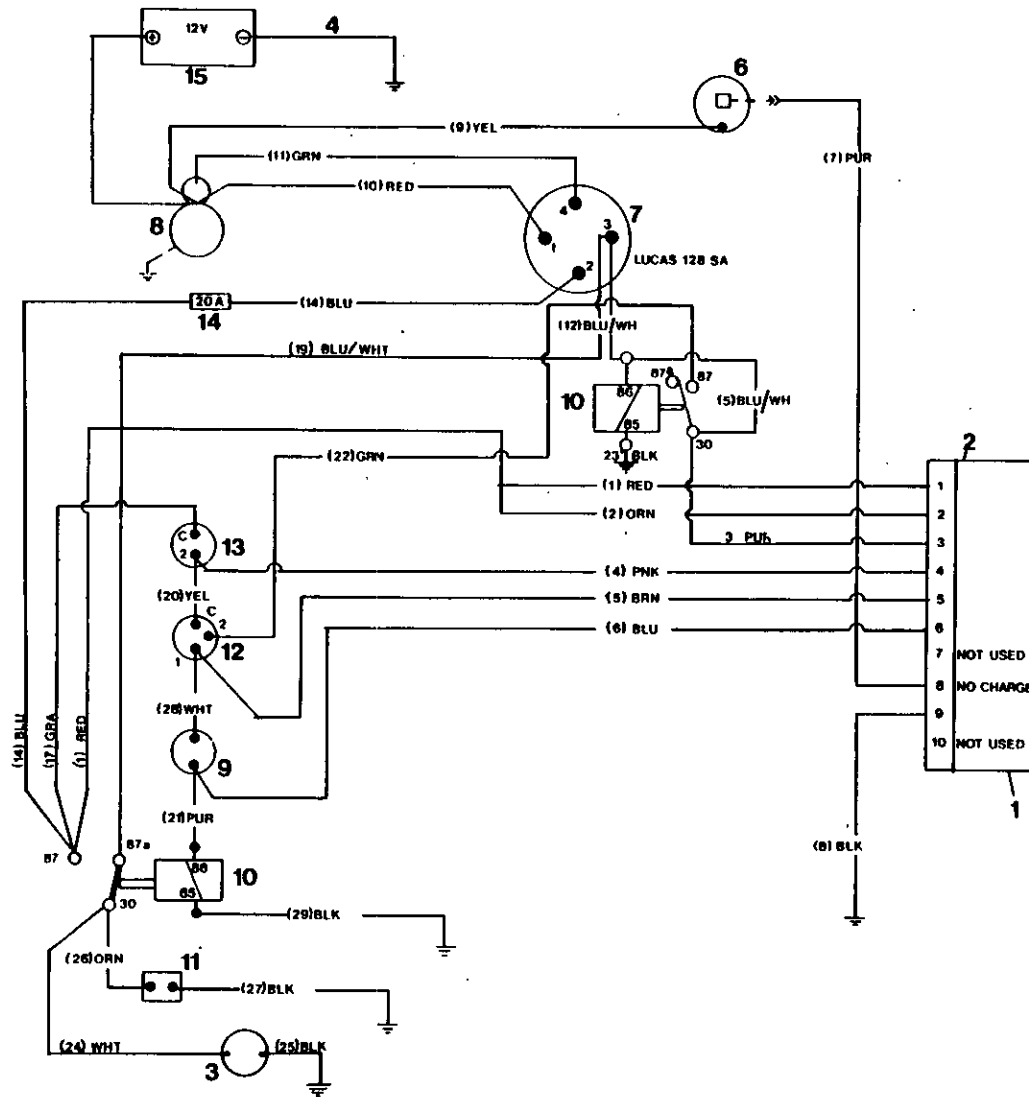 12V
4
15
6
(9) YEL
(7) PUR
(11) GRN
(10) RED
8
4
7
3
1
2
LUCAS 128 SA
20 A
14
(14) BLU
(12) BLU/WH
(19) BLU/WHT
87
10
86
85
30
(5) BLU/WH
23 BLK
(22) GRN
2
(1) RED
1
(2) ORN
2
3 PUR
3
C
13
2
(4) PNK
4
(20) YEL
(5) BRN
5
C
2
(6) BLU
6
12
1
7 NOT USED
8 NO CHARGE
(28) WHT
9
10 NOT USED
9
1
(14) BLU
(17) GRA
(1) RED
(21) PUR
(8) BLK
87
87a
86
10
85
30
(29) BLK
(26) ORN
11
(27) BLK
(24) WHT
3
(25) BLK